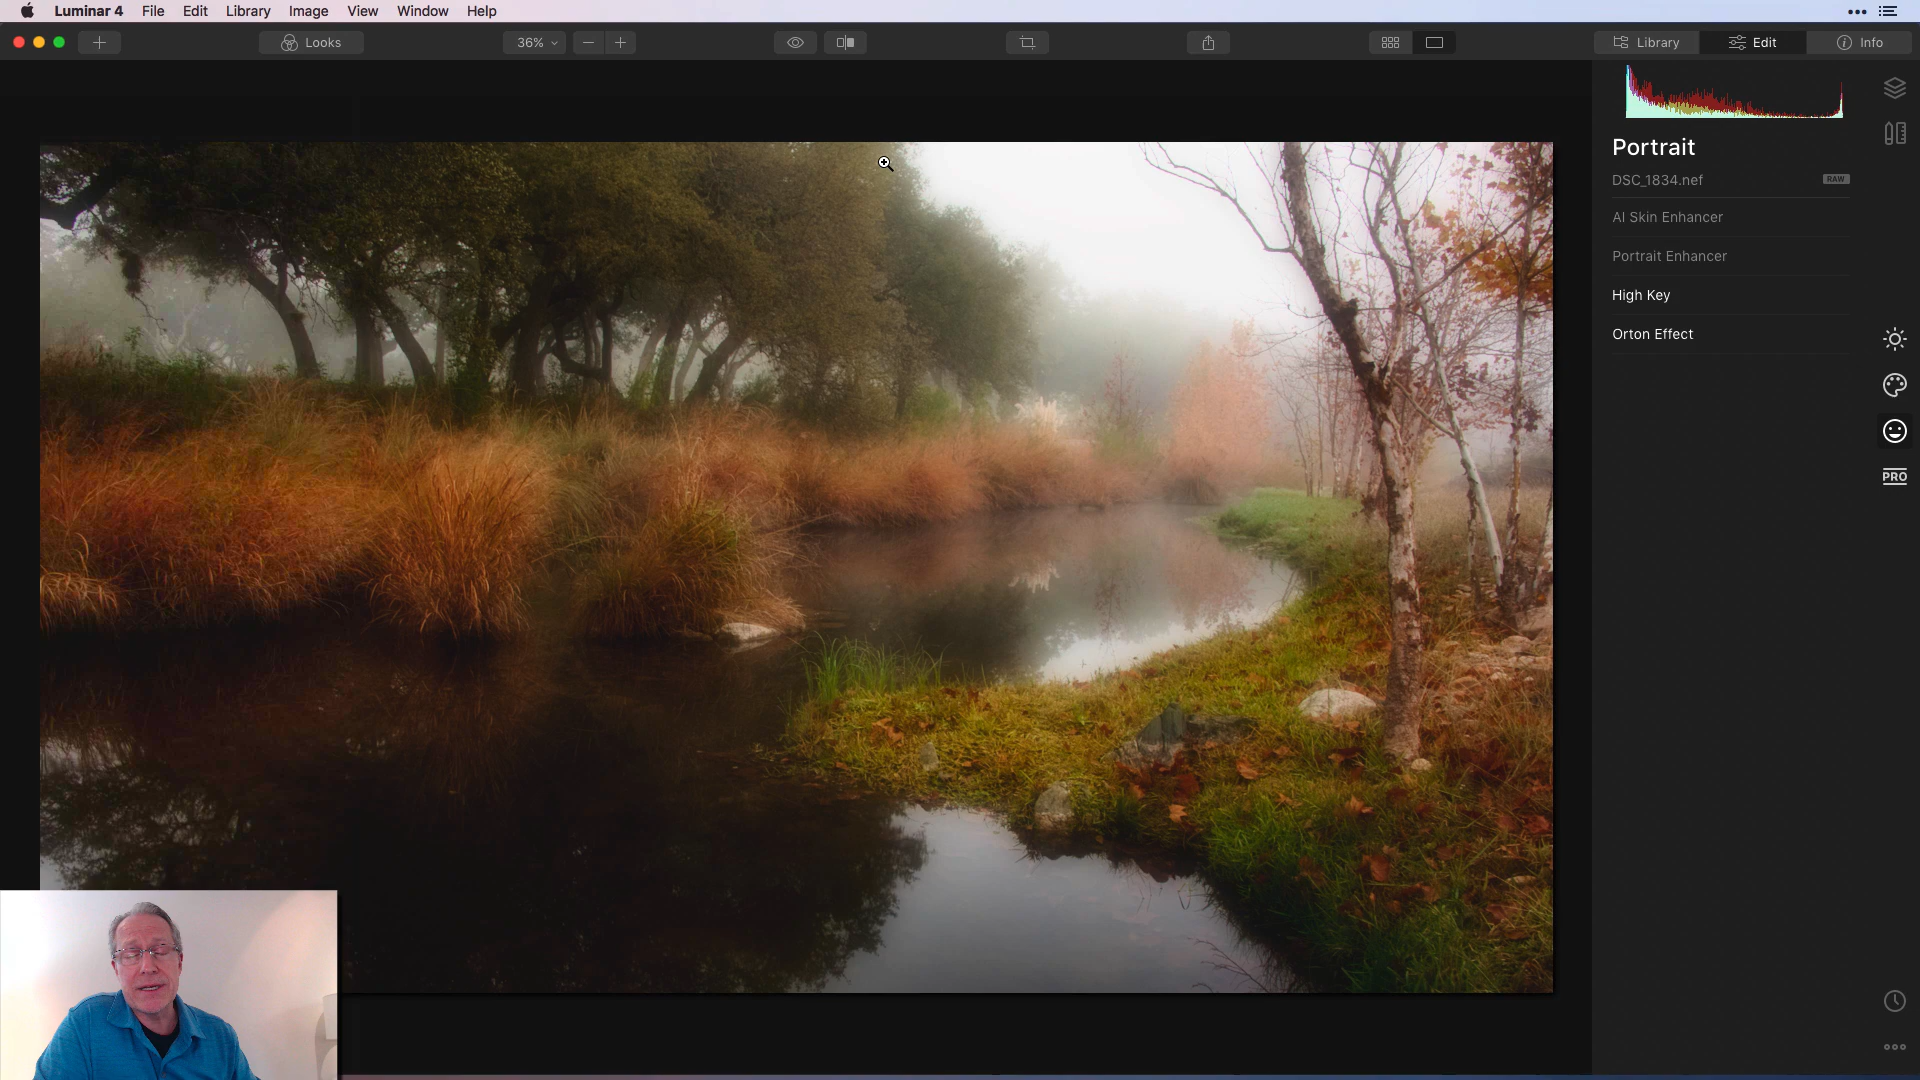 Luminar 4 File Edit Library Image View Window Help
Looks
36%
Library
Edit
Info
Portrait
DSC_1834.nef
RAW
AI Skin Enhancer
Portrait Enhancer
High Key
Orton Effect
PRO